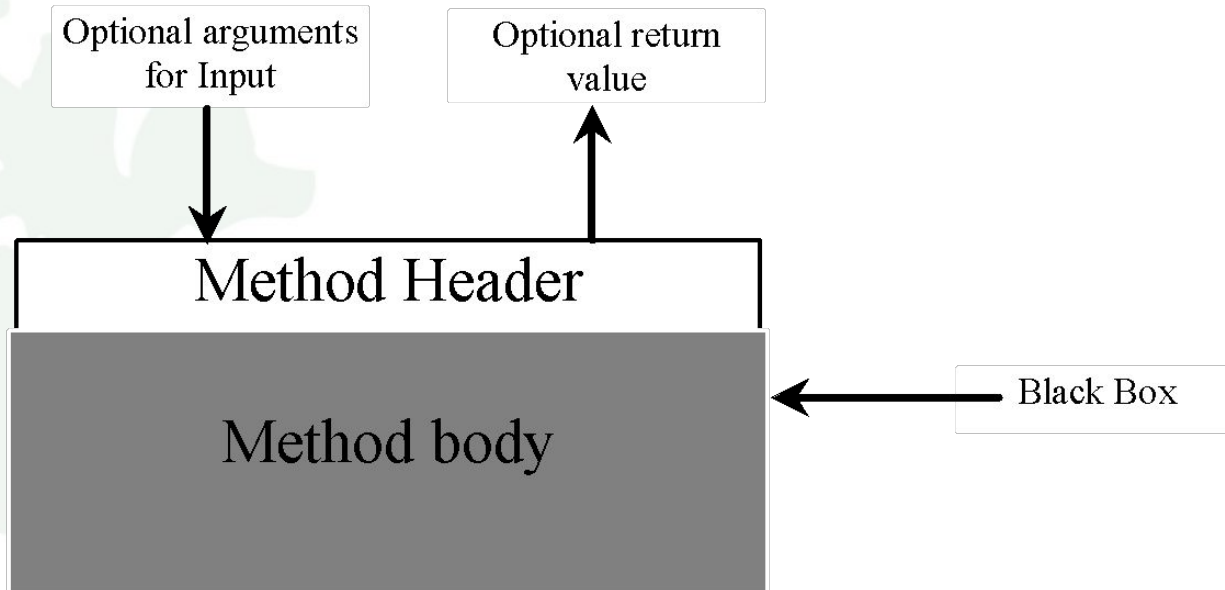 Optional arguments
for Input
Optional return
value
Method Header
Method body
Black Box